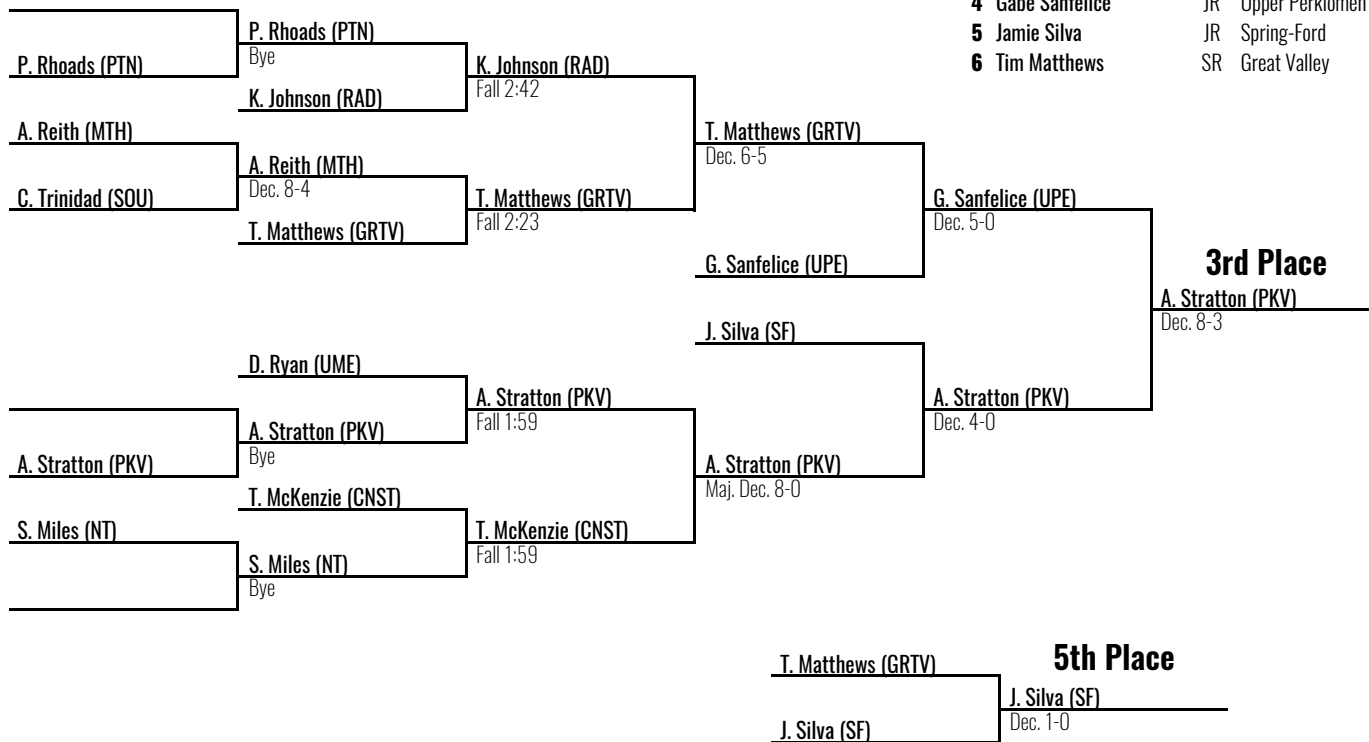 4 Gabe Sanfelice JR Upper Perkiomen
5 Jamie Silva JR Spring-Ford
6 Tim Matthews SR Great Valley
P. Rhoads (PTN)
Bye
P. Rhoads (PTN)
K. Johnson (RAD)
Fall 2:42
K. Johnson (RAD)
A. Reith (MTH)
T. Matthews (GRTV)
Dec. 6-5
A. Reith (MTH)
Dec. 8-4
C. Trinidad (SOU)
T. Matthews (GRTV)
Fall 2:23
G. Sanfelice (UPE)
Dec. 5-0
T. Matthews (GRTV)
G. Sanfelice (UPE)
3rd Place
A. Stratton (PKV)
Dec. 8-3
J. Silva (SF)
D. Ryan (UME)
A. Stratton (PKV)
Fall 1:59
A. Stratton (PKV)
Dec. 4-0
A. Stratton (PKV)
Bye
A. Stratton (PKV)
A. Stratton (PKV)
Maj. Dec. 8-0
T. McKenzie (CNST)
S. Miles (NT)
T. McKenzie (CNST)
Fall 1:59
S. Miles (NT)
Bye
5th Place
T. Matthews (GRTV)
J. Silva (SF)
Dec. 1-0
J. Silva (SF)